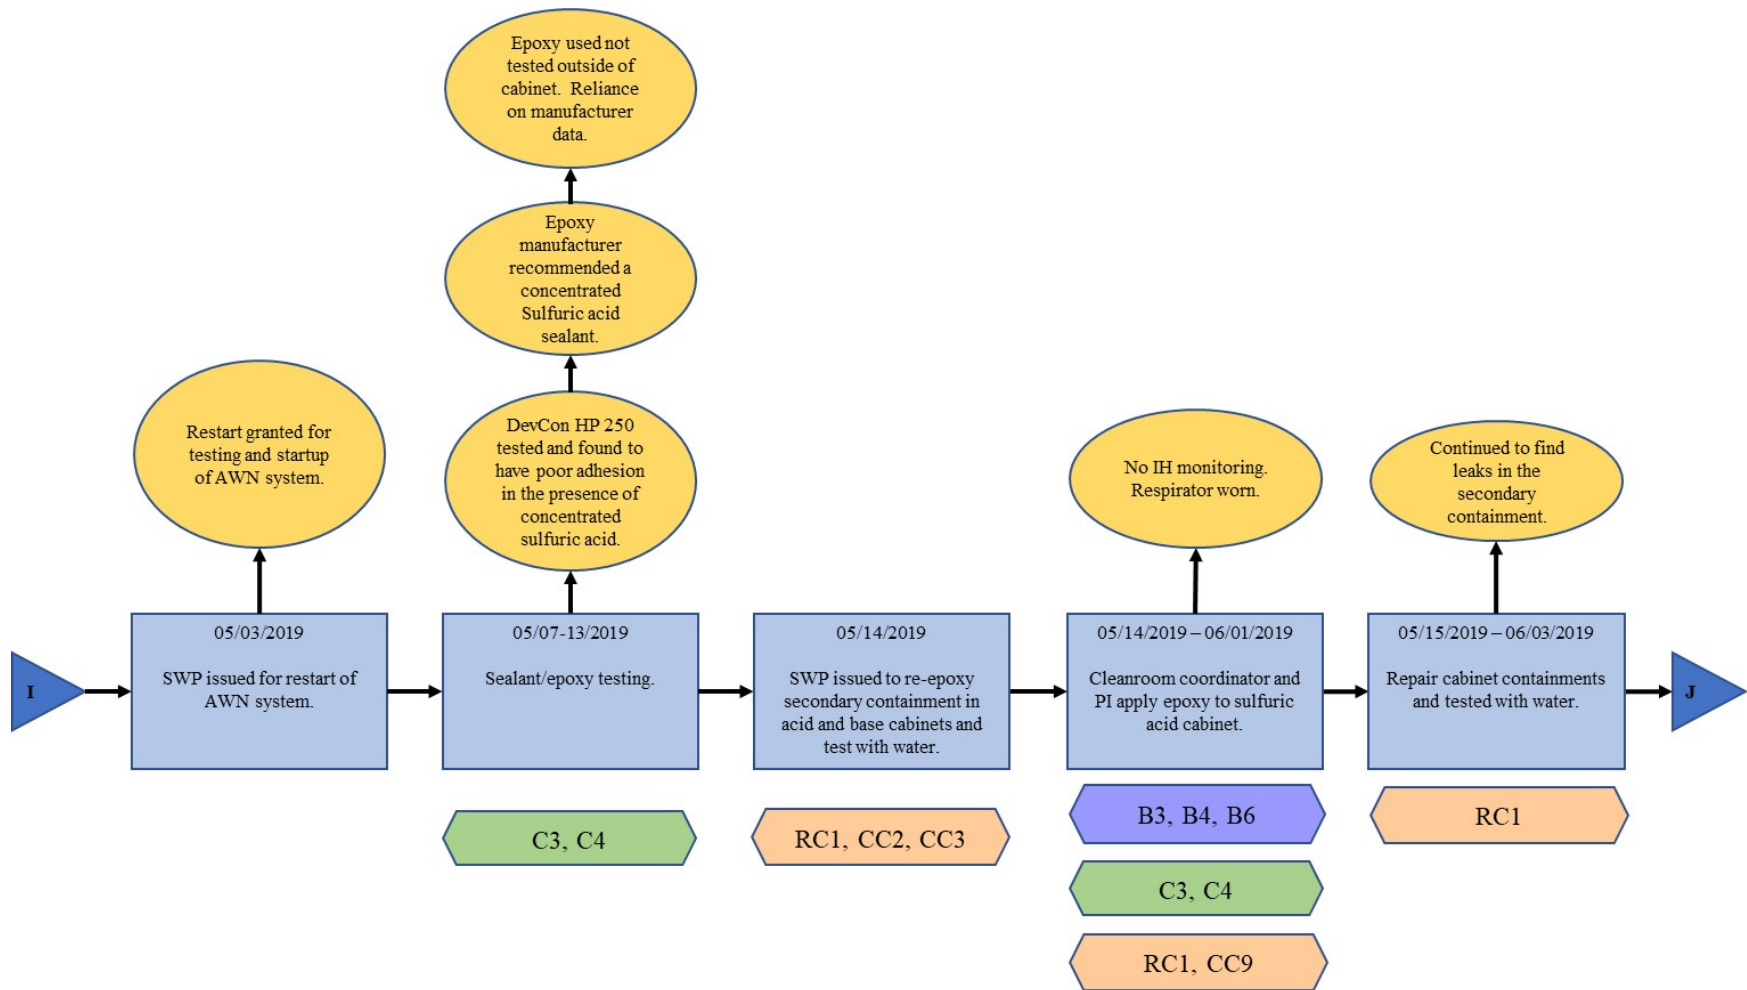 Epoxy used not
tested outside of
cabinet.  Reliance
on manufacturer
data.
Epoxy
manufacturer
recommended a
concentrated
Sulfuric acid
sealant.
Restart granted for
testing and startup
of AWN system.
DevCon HP 250
tested and found to
have poor adhesion
in the presence of
concentrated
sulfuric acid.
No IH monitoring.
Respirator worn.
Continued to find
leaks in the
secondary
containment.
I
05/03/2019
SWP issued for restart of
AWN system.
05/07-13/2019
Sealant/epoxy testing.
05/14/2019
SWP issued to re-epoxy
secondary containment in
acid and base cabinets and
test with water.
05/14/2019 – 06/01/2019
Cleanroom coordinator and
PI apply epoxy to sulfuric
acid cabinet.
05/15/2019 – 06/03/2019
Repair cabinet containments
and tested with water.
J
C3, C4
RC1, CC2, CC3
B3, B4, B6
RC1
C3, C4
RC1, CC9